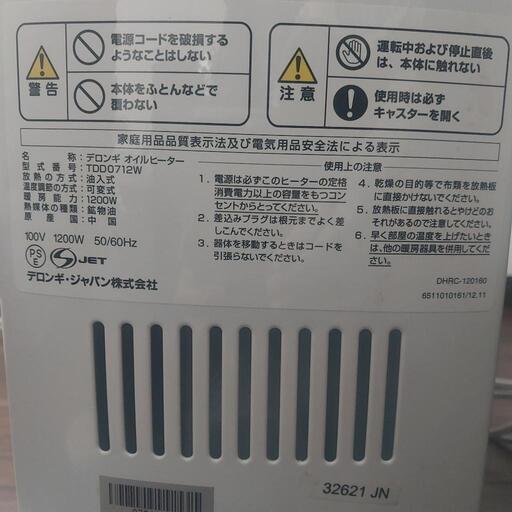 警告
電源コードを破損する
ようなことはしない
本体をふとんなどで
覆わない
注意
運転中および停止直後
は、本体に触れない
使用時は必ず
キャスターを開く
家庭用品品質表示法及び電気用品安全法による表示
名称:デロンギ オイルヒーター
型式番号:TDD0712W
放熱の方式:油入式
温度調節の方式:可変式
暖房能力:1200W
熱媒体の種類:鉱物油
原産国:中国
100V 1200W 50/60Hz
PSE
S JET
デロンギ・ジャパン株式会社
使用上の注意
1. 電源は必ずこのヒーターの定格
消費電力以上の容量をもつコン
セントからとってください。
2. 差込みプラグは根元までよく差
しこんでください。
3. 器体を移動するときはコードを
引張らないでください。
4. 乾燥の目的等で布類を放熱板
に直接かけないでください。
5. 放熱板に直接触れるとやけどのお
それがあるので注意してください。
6. 早く部屋の温度を上げたいときな
は、他の暖房器具を併用してくださ
い。
DHRC-120160
6511010161/12.11
32621 JN